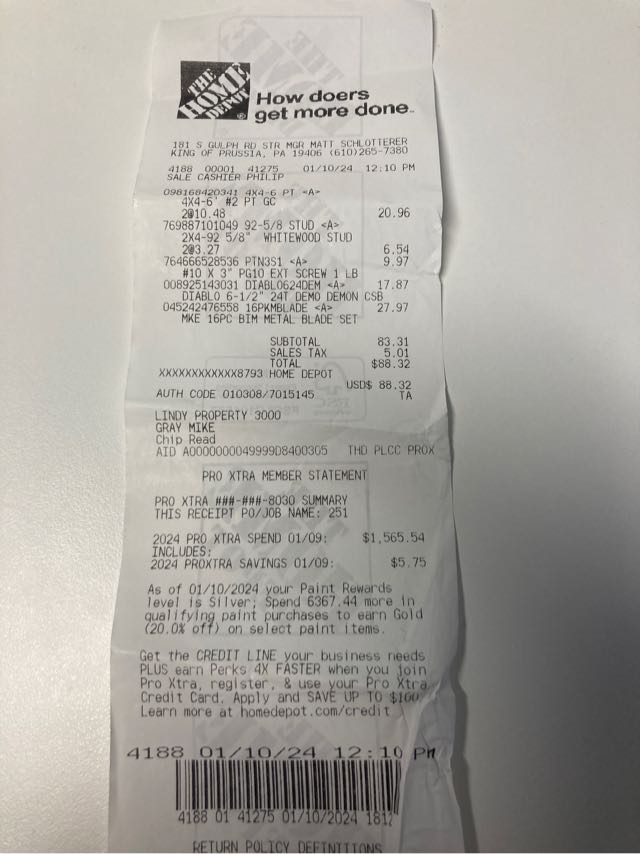 THE
HOME
DEPOT
How doers
get more done™
181 S GULPH RD STR MGR MATT SCHLOTTERER
KING OF PRUSSIA, PA 19406 (610)265-7380
4188 00001 41275 01/10/24 12:10 PM
SALE CASHIER PHILIP
098168420341 4X4-6 PT <A>
4X4-6' #2 PT GC
2@10.48 20.96
769887101049 92-5/8 STUD <A>
2X4-92 5/8" WHITEWOOD STUD
2@3.27 6.54
764666528536 PTN3S1 <A> 9.97
#10 X 3" PG10 EXT SCREW 1 LB
008925143031 DIABLO624DEM <A> 17.87
DIABLO 6-1/2" 24T DEMO DEMON CSB
045242476558 16PKMBLADE <A> 27.97
MKE 16PC BIM METAL BLADE SET
SUBTOTAL 83.31
SALES TAX 5.01
TOTAL $88.32
XXXXXXXXXXXX8793 HOME DEPOT
USD$ 88.32
AUTH CODE 010308/7015145 TA
LINDY PROPERTY 3000
GRAY MIKE
Chip Read
AID A0000000049999D8400305 THD PLCC PROX
PRO XTRA MEMBER STATEMENT
PRO XTRA ###-###-8030 SUMMARY
THIS RECEIPT PO/JOB NAME: 251
2024 PRO XTRA SPEND 01/09: $1,565.54
INCLUDES:
2024 PROXTRA SAVINGS 01/09: $5.75
As of 01/10/2024 your Paint Rewards
level is Silver; Spend 6367.44 more in
qualifying paint purchases to earn Gold
(20.0% off) on select paint items.
Get the CREDIT LINE your business needs
PLUS earn Perks 4X FASTER when you join
Pro Xtra, register, & use your Pro Xtra
Credit Card. Apply and SAVE UP TO $100.
Learn more at homedepot.com/credit
4188 01/10/24 12:10 PM
4188 01 41275 01/10/2024 1812
RETURN POLICY DEFINITIONS